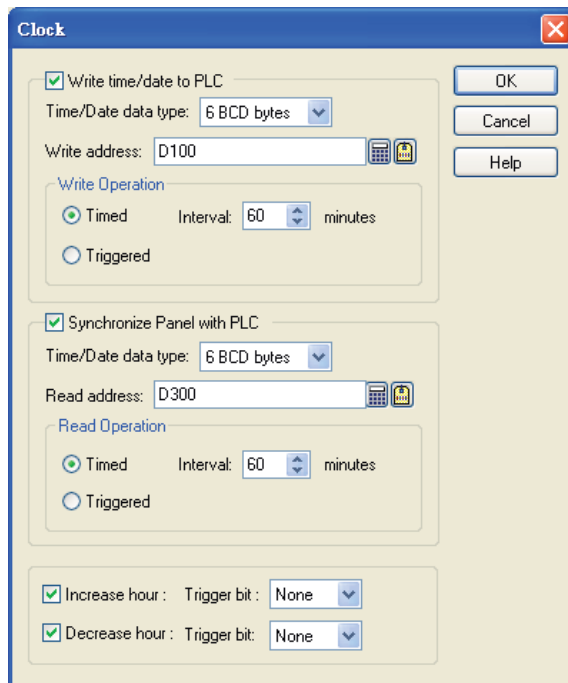 Clock
Write time/date to PLC
Time/Date data type: 6 BCD bytes
Write address: D100
Write Operation
Timed Interval: 60 minutes
Triggered
Synchronize Panel with PLC
Time/Date data type: 6 BCD bytes
Read address: D300
Read Operation
Timed Interval: 60 minutes
Triggered
Increase hour : Trigger bit : None
Decrease hour : Trigger bit: None
OK
Cancel
Help